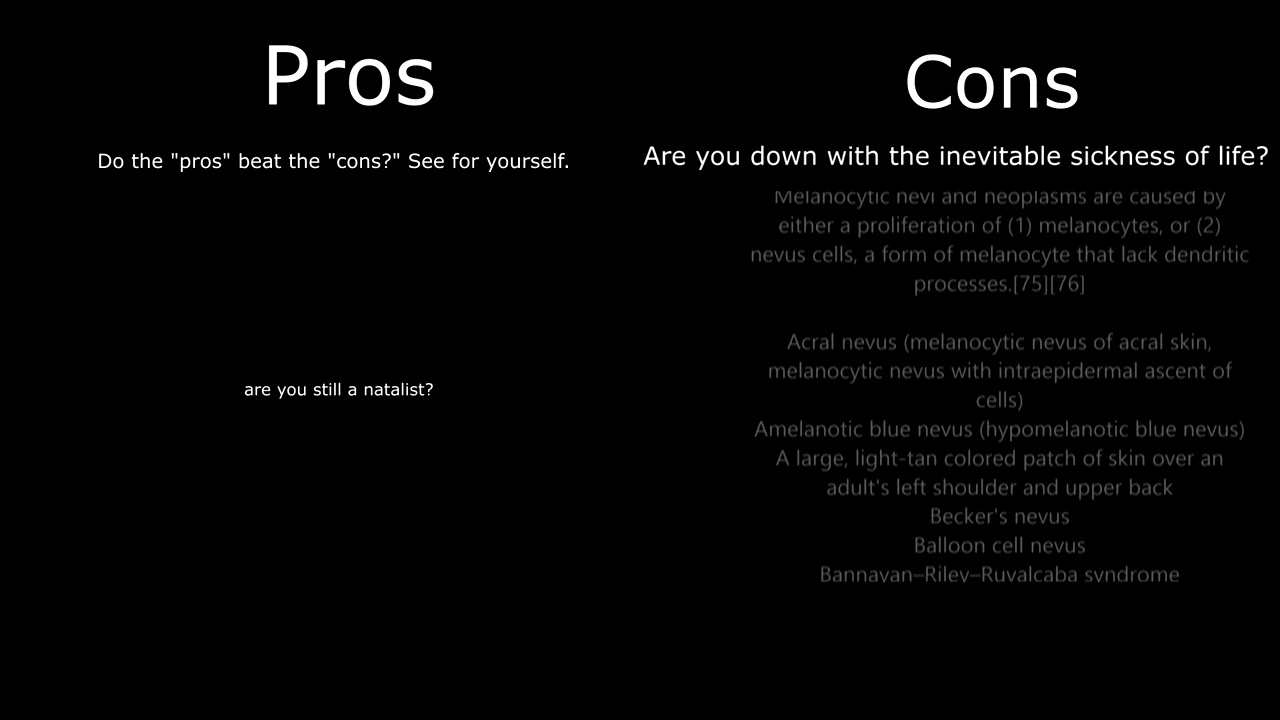 Pros
Do the "pros" beat the "cons?" See for yourself.
are you still a natalist?
Cons
Are you down with the inevitable sickness of life?
Melanocytic nevi and neoplasms are caused by
either a proliferation of (1) melanocytes, or (2)
nevus cells, a form of melanocyte that lack dendritic
processes.[75][76]
Acral nevus (melanocytic nevus of acral skin,
melanocytic nevus with intraepidermal ascent of
cells)
Amelanotic blue nevus (hypomelanotic blue nevus)
A large, light-tan colored patch of skin over an
adult's left shoulder and upper back
Becker's nevus
Balloon cell nevus
Bannayan–Riley–Ruvalcaba syndrome